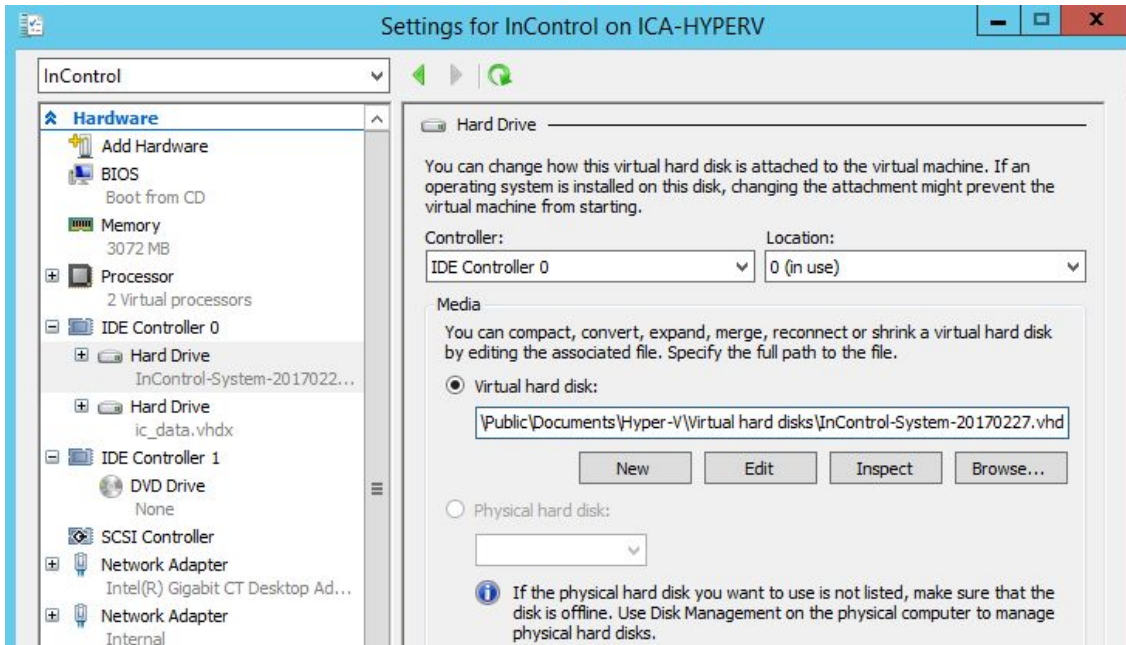 Settings for InControl on ICA-HYPERV
InControl
Hardware
Add Hardware
BIOS
Boot from CD
Memory
3072 MB
Processor
2 Virtual processors
IDE Controller 0
Hard Drive
InControl-System-2017022...
Hard Drive
ic_data.vhdx
IDE Controller 1
DVD Drive
None
SCSI Controller
Network Adapter
Intel(R) Gigabit CT Desktop Ad...
Network Adapter
Internal
Hard Drive
You can change how this virtual hard disk is attached to the virtual machine. If an
operating system is installed on this disk, changing the attachment might prevent the
virtual machine from starting.
Controller: Location:
IDE Controller 0 0 (in use)
Media
You can compact, convert, expand, merge, reconnect or shrink a virtual hard disk
by editing the associated file. Specify the full path to the file.
Virtual hard disk:
\Public\Documents\Hyper-V\Virtual hard disks\InControl-System-20170227.vhd
New Edit Inspect Browse...
Physical hard disk:
If the physical hard disk you want to use is not listed, make sure that the
disk is offline. Use Disk Management on the physical computer to manage
physical hard disks.